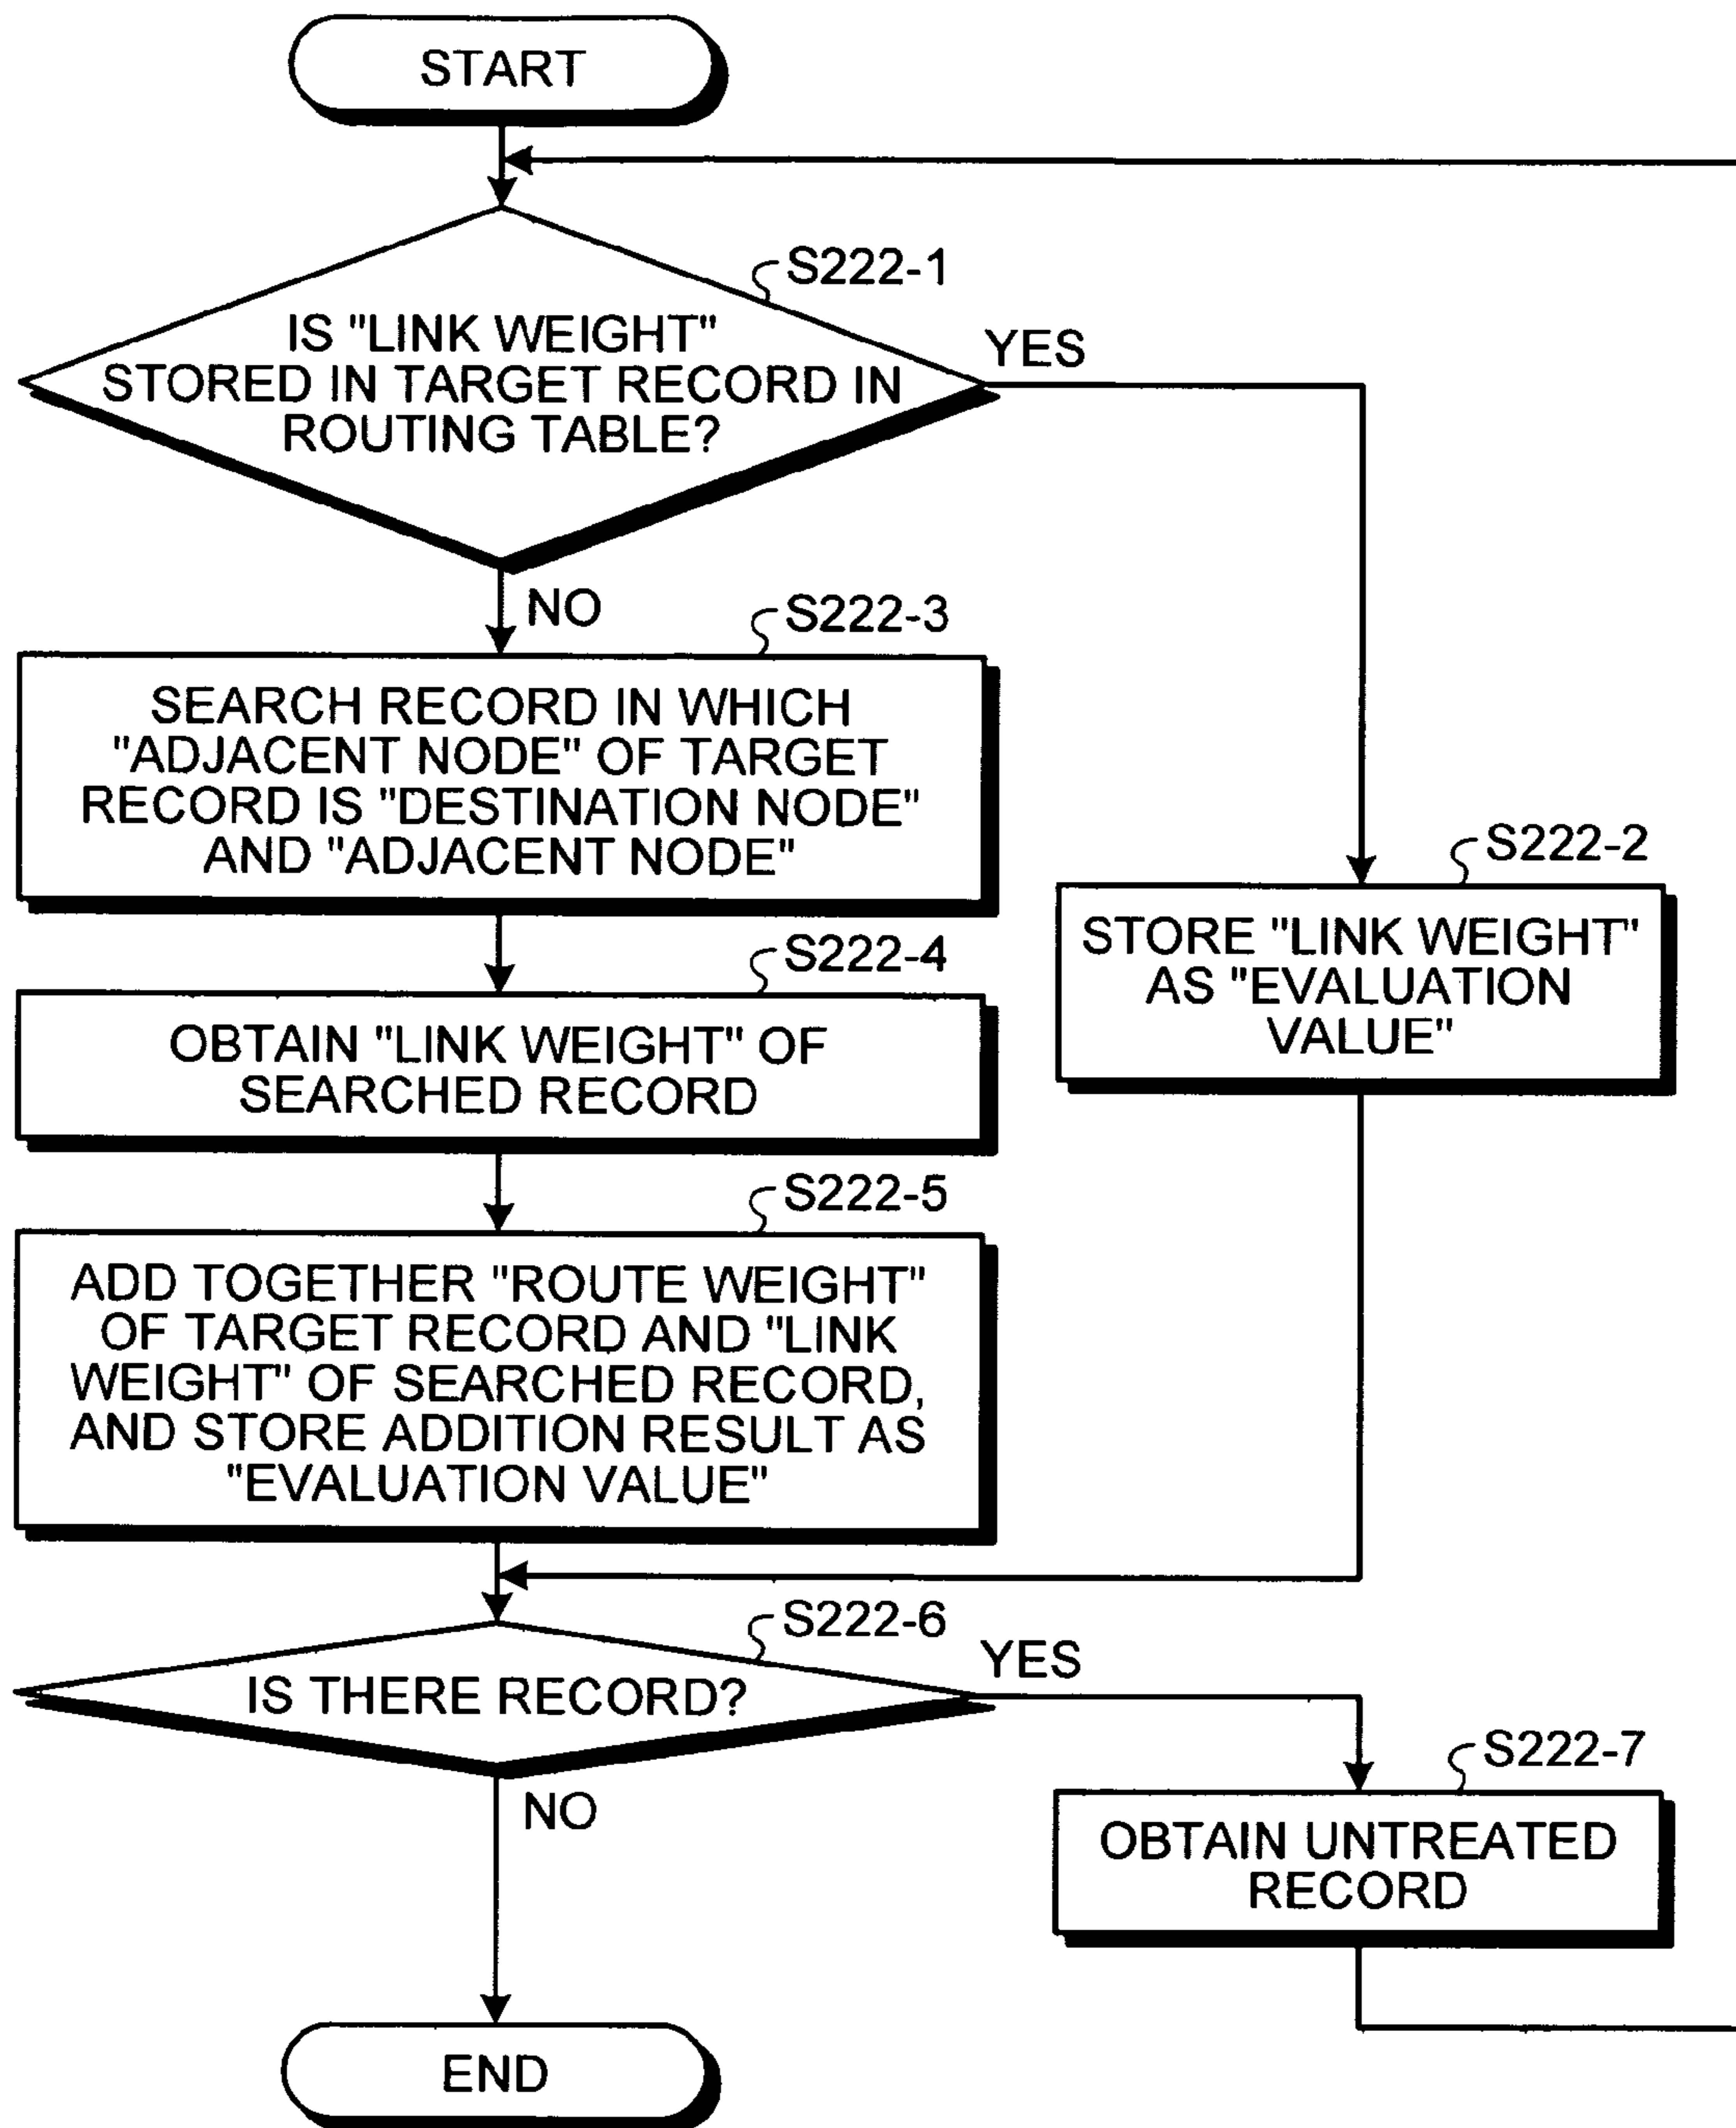 START
S222-1
IS "LINK WEIGHT"
STORED IN TARGET RECORD IN
ROUTING TABLE?
YES
NO
S222-3
SEARCH RECORD IN WHICH
"ADJACENT NODE" OF TARGET
RECORD IS "DESTINATION NODE"
AND "ADJACENT NODE"
S222-2
STORE "LINK WEIGHT"
AS "EVALUATION
VALUE"
S222-4
OBTAIN "LINK WEIGHT" OF
SEARCHED RECORD
S222-5
ADD TOGETHER "ROUTE WEIGHT"
OF TARGET RECORD AND "LINK
WEIGHT" OF SEARCHED RECORD,
AND STORE ADDITION RESULT AS
"EVALUATION VALUE"
S222-6
IS THERE RECORD?
YES
NO
S222-7
OBTAIN UNTREATED
RECORD
END